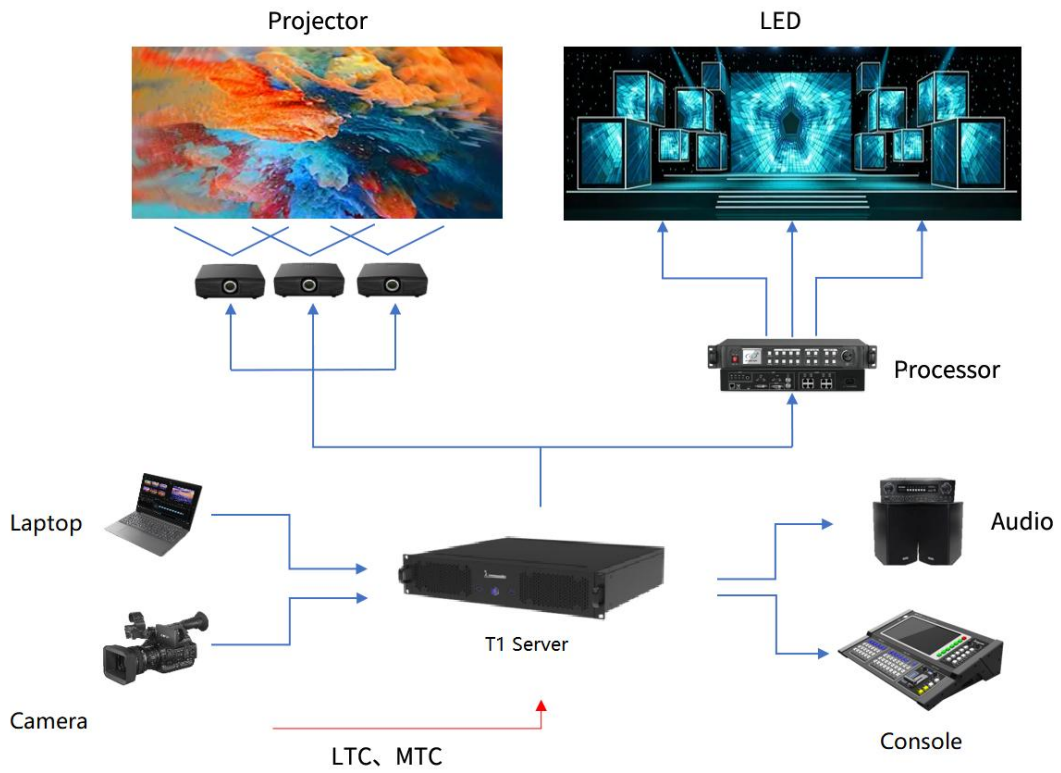 Projector
LED
Processor
Laptop
Audio
T1 Server
Camera
LTC、MTC
Console